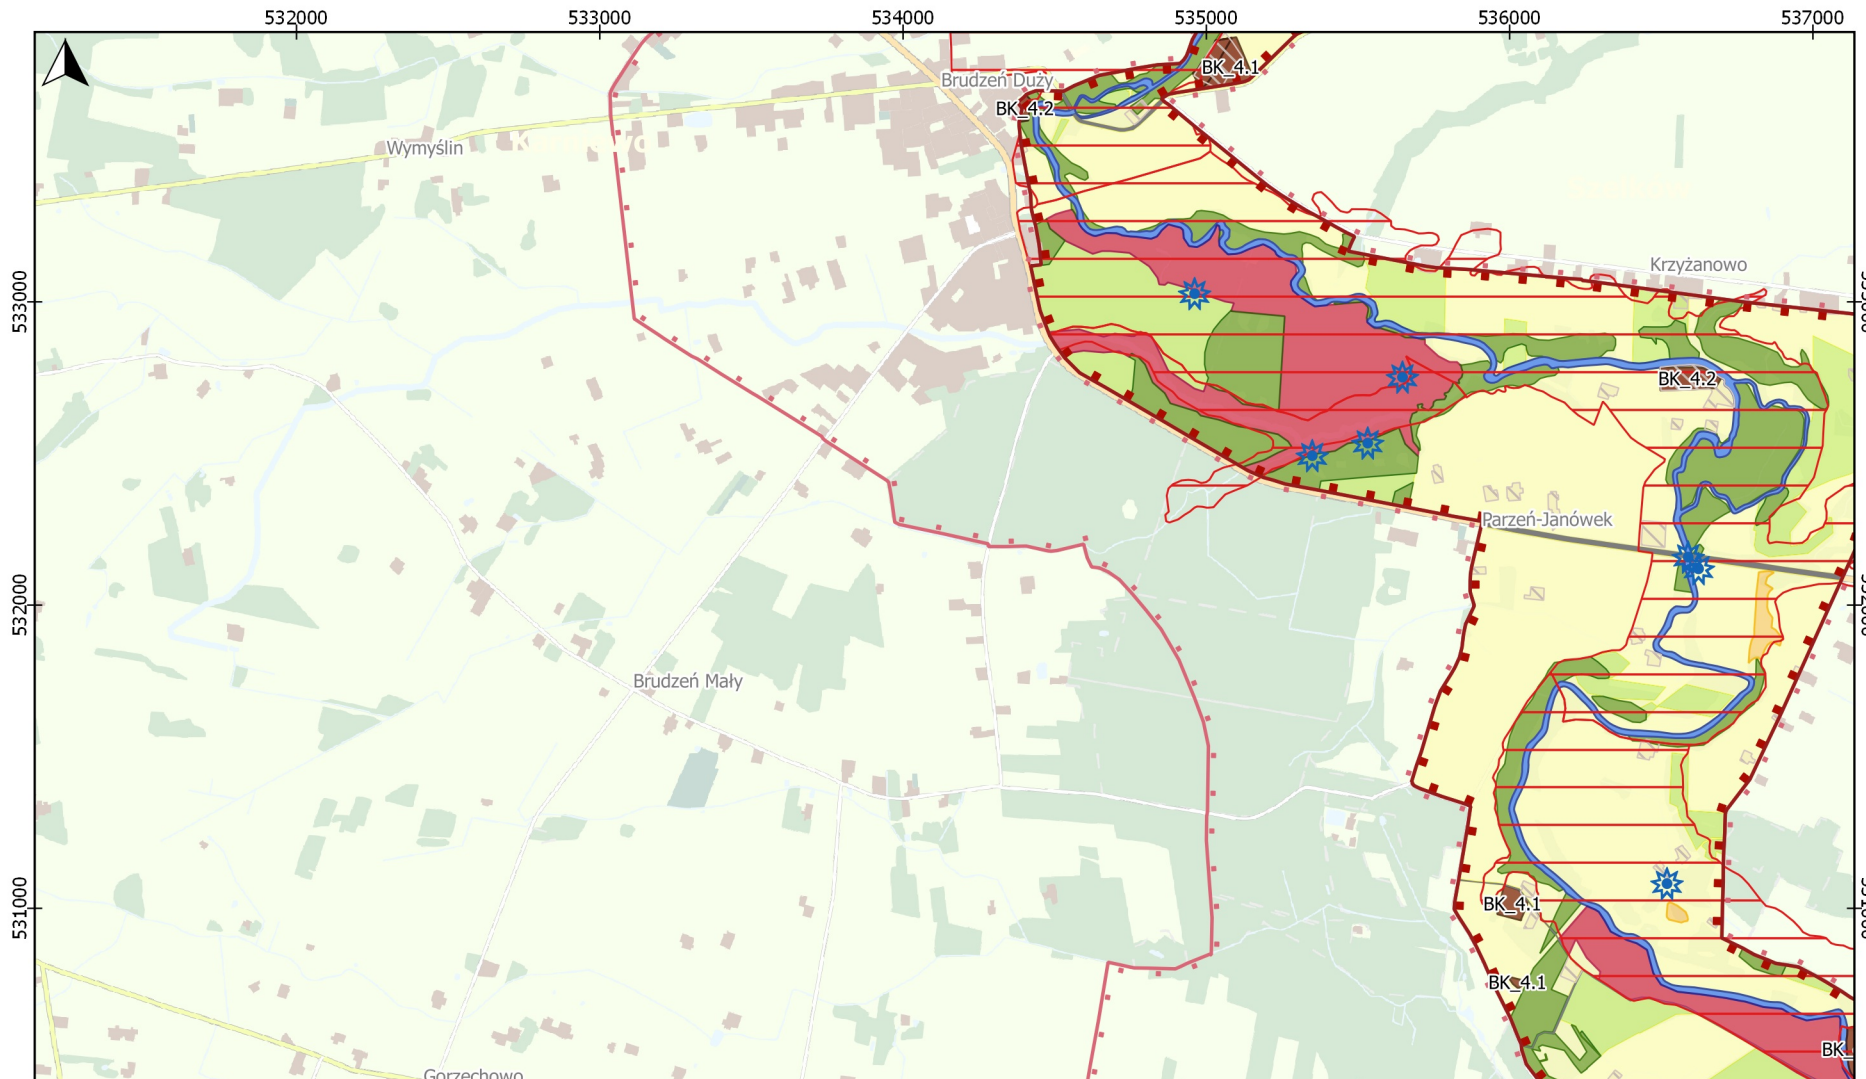 532000 533000 534000 535000 536000 537000
BK_4.1
Brudzeń Duży
BK_4.2
Wymyślin
Krzyżanowo
533000
BK_4.2
Parzeń-Janówek
532000
Brudzeń Mały
BK_4.1
531000
BK_4.1
BK_
Gorzechowo